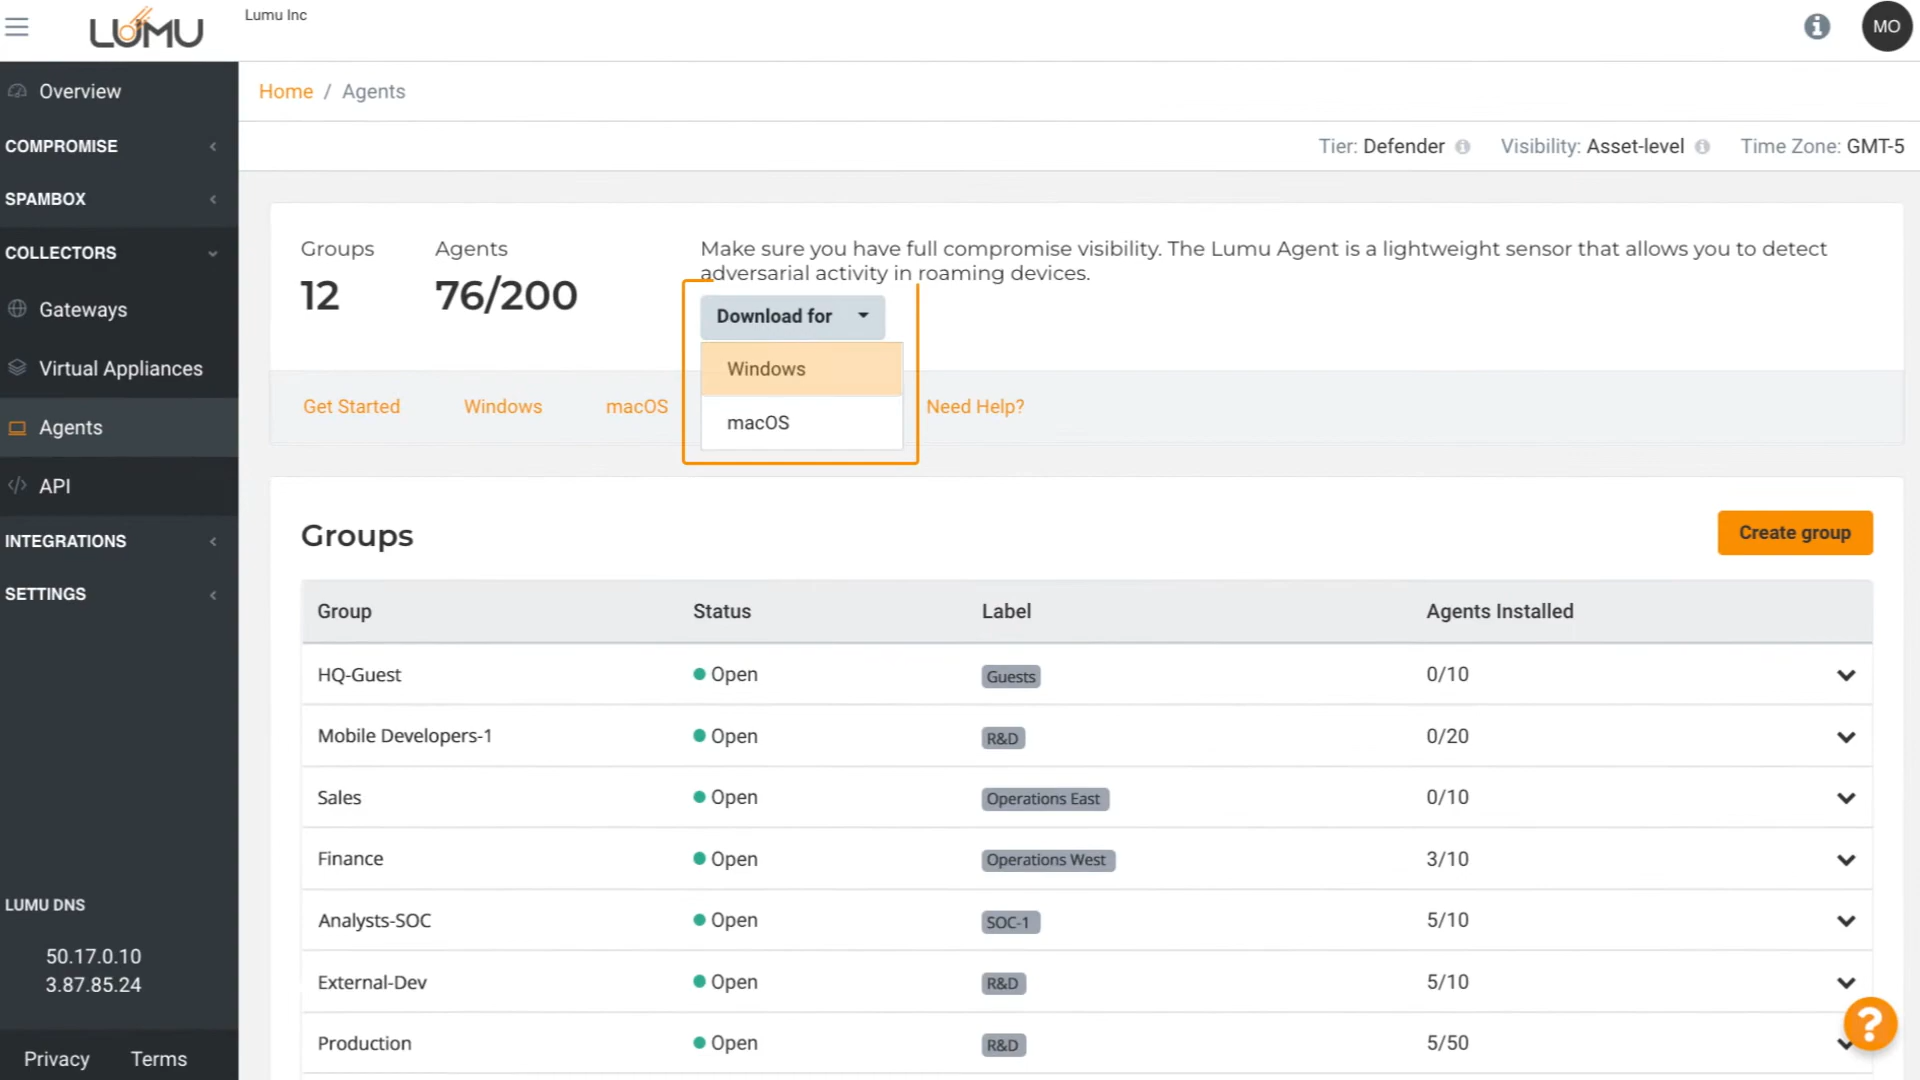 LUMU
Lumu Inc
MO
Overview
COMPROMISE
SPAMBOX
COLLECTORS
Gateways
Virtual Appliances
Agents
API
INTEGRATIONS
SETTINGS
LUMU DNS
50.17.0.10
3.87.85.24
Privacy Terms
Home / Agents
Tier: Defender Visibility: Asset-level Time Zone: GMT-5
Groups
12
Agents
76/200
Make sure you have full compromise visibility. The Lumu Agent is a lightweight sensor that allows you to detect
adversarial activity in roaming devices.
Download for
Windows
macOS
Get Started Windows macOS Need Help?
Groups
Create group
Group Status Label Agents Installed
HQ-Guest Open Guests 0/10
Mobile Developers-1 Open R&D 0/20
Sales Open Operations East 0/10
Finance Open Operations West 3/10
Analysts-SOC Open SOC-1 5/10
External-Dev Open R&D 5/10
Production Open R&D 5/50
?